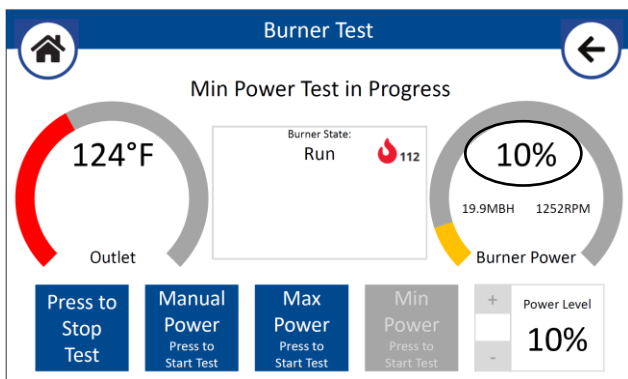 Burner Test
Min Power Test in Progress
124°F
Outlet
Burner State:
Run
112
10%
19.9MBH 1252RPM
Burner Power
Press to
Stop
Test
Manual
Power
Press to
Start Test
Max
Power
Press to
Start Test
Min
Power
Press to
Start Test
+
-
Power Level
10%